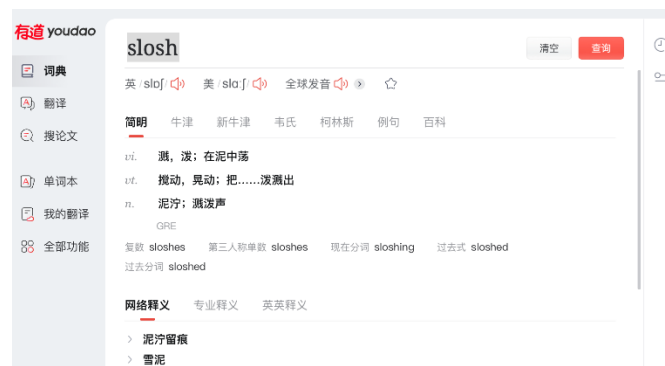 有道 youdao
slosh
清空
查询
词典
翻译
搜论文
单词本
我的翻译
全部功能
英 /slɒʃ/ 美 /slɑːʃ/ 全球发音
简明 牛津 新牛津 韦氏 柯林斯 例句 百科
vi. 溅，泼；在泥中荡
vt. 搅动，晃动；把……泼溅出
n. 泥泞；溅泼声
GRE
复数 sloshes 第三人称单数 sloshes 现在分词 sloshing 过去式 sloshed
过去分词 sloshed
网络释义 专业释义 英英释义
泥泞留痕
雪泥